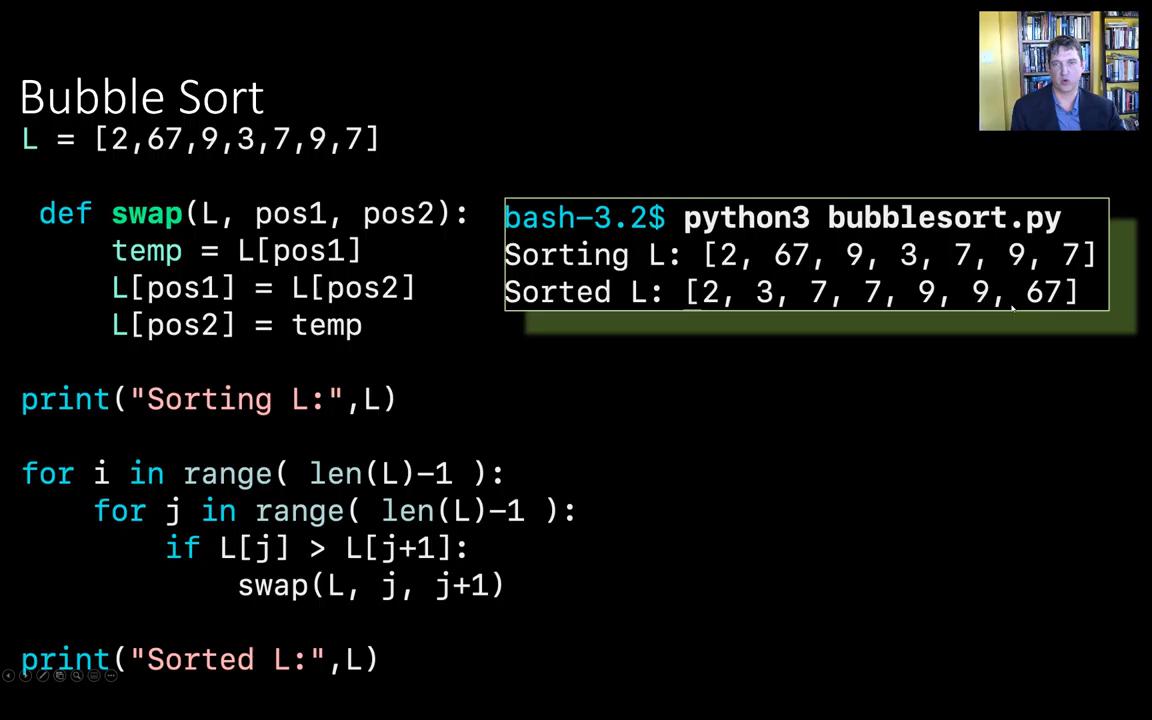 Bubble Sort
L = [2,67,9,3,7,9,7]
def swap(L, pos1, pos2):
temp = L[pos1]
L[pos1] = L[pos2]
L[pos2] = temp
print("Sorting L:",L)
for i in range( len(L)-1 ):
for j in range( len(L)-1 ):
if L[j] > L[j+1]:
swap(L, j, j+1)
print("Sorted L:",L)
bash-3.2$ python3 bubblesort.py
Sorting L: [2, 67, 9, 3, 7, 9, 7]
Sorted L: [2, 3, 7, 7, 9, 9, 67]